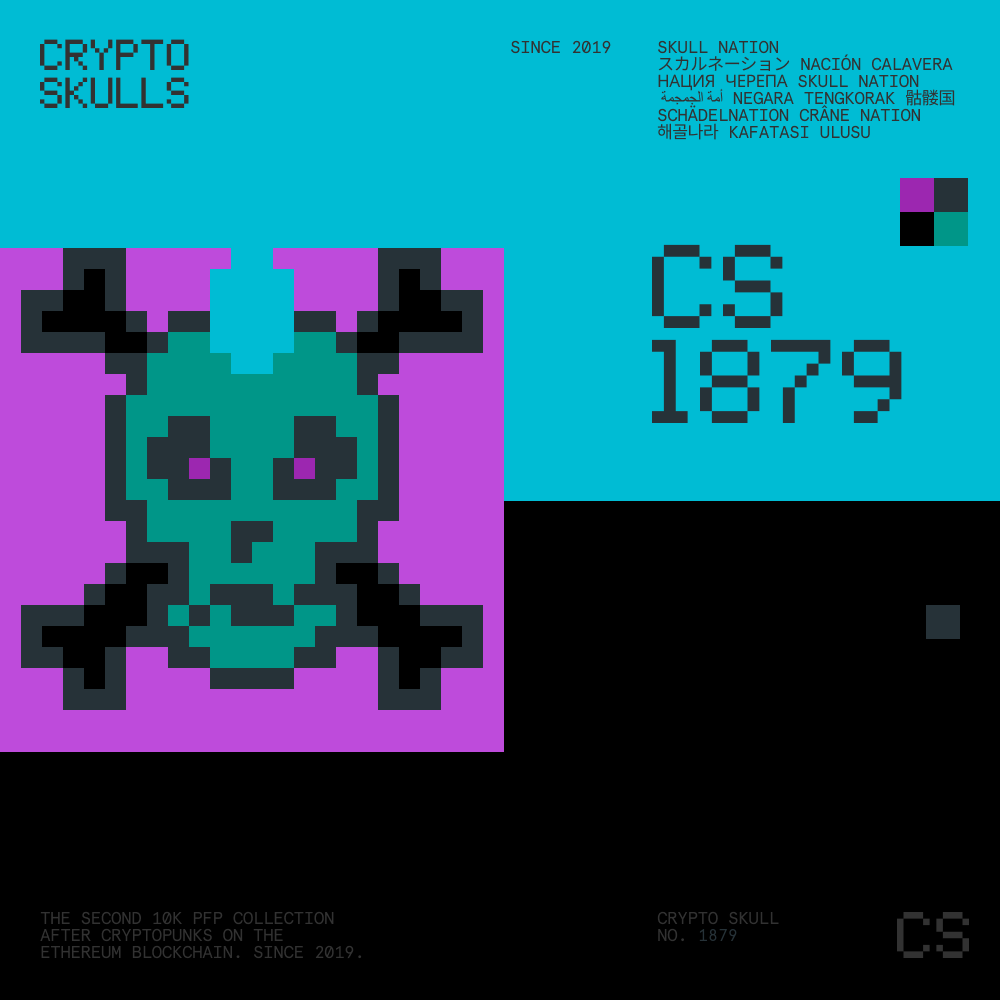 CRYPTO
SKULLS
SINCE 2019
SKULL NATION
スカルネーション NACIÓN CALAVERA
НАЦИЯ ЧЕРЕПА SKULL NATION
أمة الجمجمة NEGARA TENGKORAK 骷髅国
SCHÄDELNATION CRÂNE NATION
해골나라 KAFATASI ULUSU
CS
1879
THE SECOND 10K PFP COLLECTION
AFTER CRYPTOPUNKS ON THE
ETHEREUM BLOCKCHAIN. SINCE 2019.
CRYPTO SKULL
NO. 1879
CS